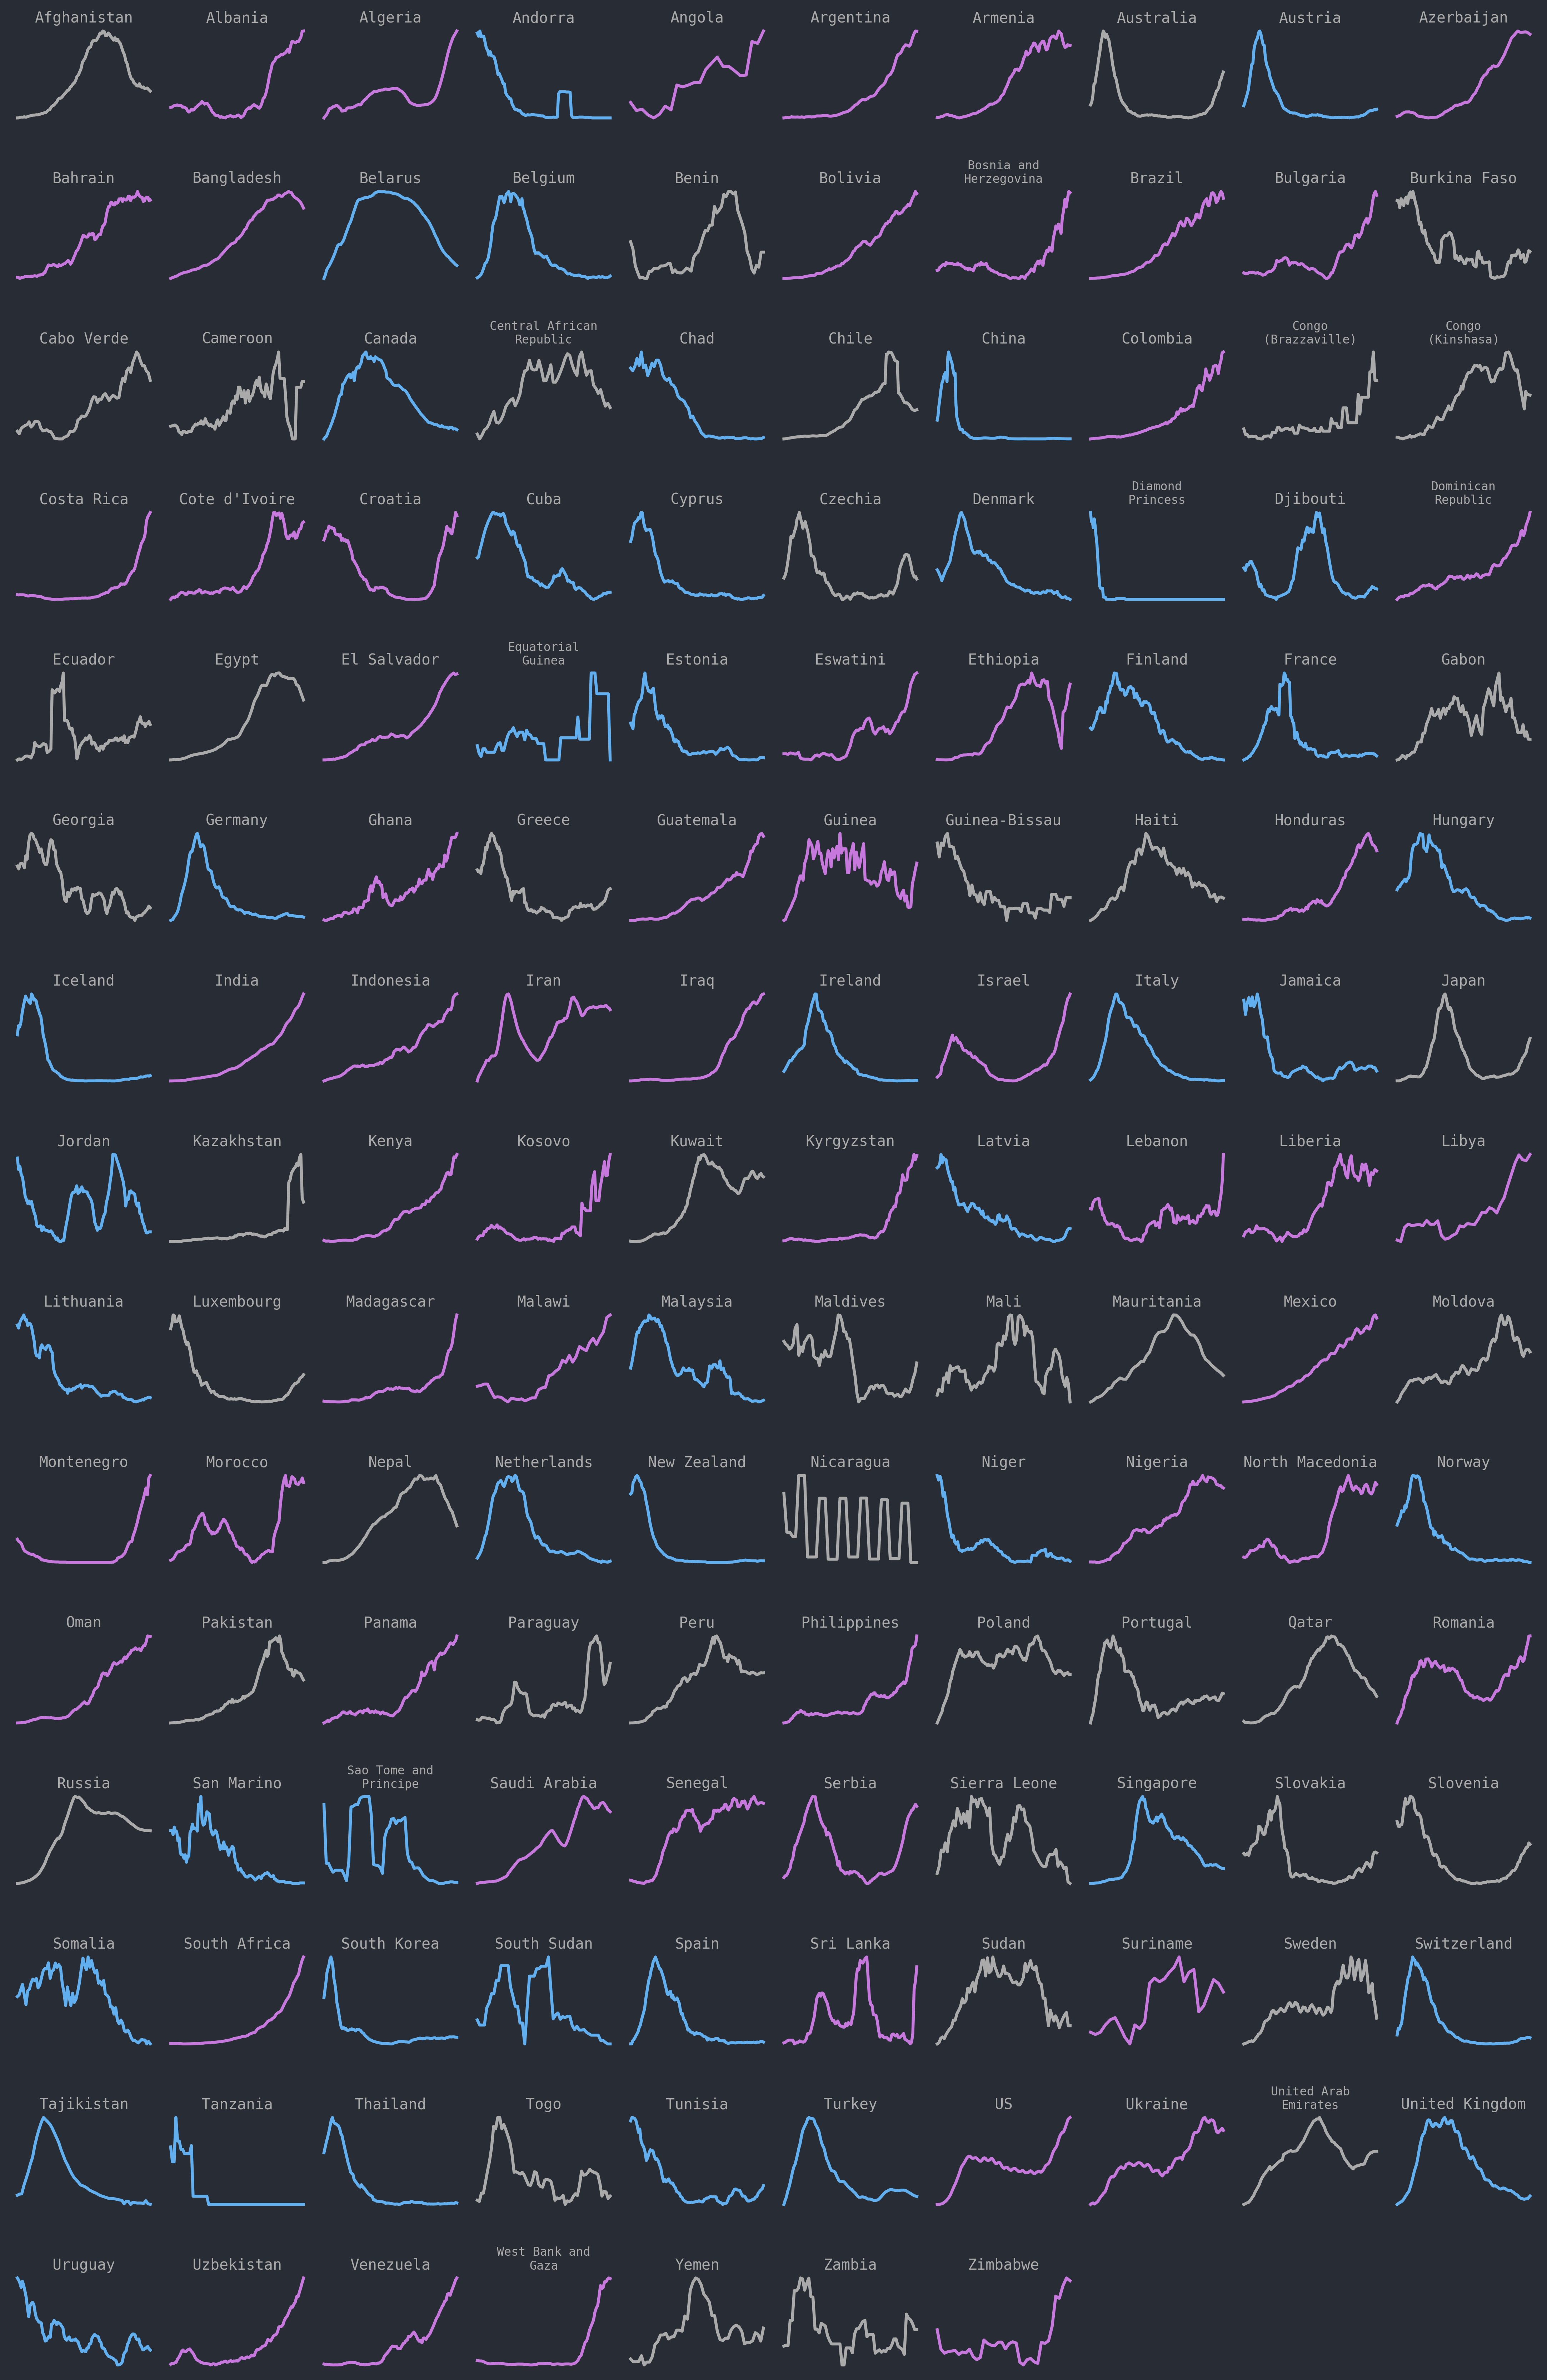 Afghanistan
Albania
Algeria
Andorra
Angola
Argentina
Armenia
Australia
Austria
Azerbaijan
Bahrain
Bangladesh
Belarus
Belgium
Benin
Bolivia
Bosnia and
Herzegovina
Brazil
Bulgaria
Burkina Faso
Cabo Verde
Cameroon
Canada
Central African
Republic
Chad
Chile
China
Colombia
Congo
(Brazzaville)
Congo
(Kinshasa)
Costa Rica
Cote d'Ivoire
Croatia
Cuba
Cyprus
Czechia
Denmark
Diamond
Princess
Djibouti
Dominican
Republic
Ecuador
Egypt
El Salvador
Equatorial
Guinea
Estonia
Eswatini
Ethiopia
Finland
France
Gabon
Georgia
Germany
Ghana
Greece
Guatemala
Guinea
Guinea-Bissau
Haiti
Honduras
Hungary
Iceland
India
Indonesia
Iran
Iraq
Ireland
Israel
Italy
Jamaica
Japan
Jordan
Kazakhstan
Kenya
Kosovo
Kuwait
Kyrgyzstan
Latvia
Lebanon
Liberia
Libya
Lithuania
Luxembourg
Madagascar
Malawi
Malaysia
Maldives
Mali
Mauritania
Mexico
Moldova
Montenegro
Morocco
Nepal
Netherlands
New Zealand
Nicaragua
Niger
Nigeria
North Macedonia
Norway
Oman
Pakistan
Panama
Paraguay
Peru
Philippines
Poland
Portugal
Qatar
Romania
Russia
San Marino
Sao Tome and
Principe
Saudi Arabia
Senegal
Serbia
Sierra Leone
Singapore
Slovakia
Slovenia
Somalia
South Africa
South Korea
South Sudan
Spain
Sri Lanka
Sudan
Suriname
Sweden
Switzerland
Tajikistan
Tanzania
Thailand
Togo
Tunisia
Turkey
US
Ukraine
United Arab
Emirates
United Kingdom
Uruguay
Uzbekistan
Venezuela
West Bank and
Gaza
Yemen
Zambia
Zimbabwe